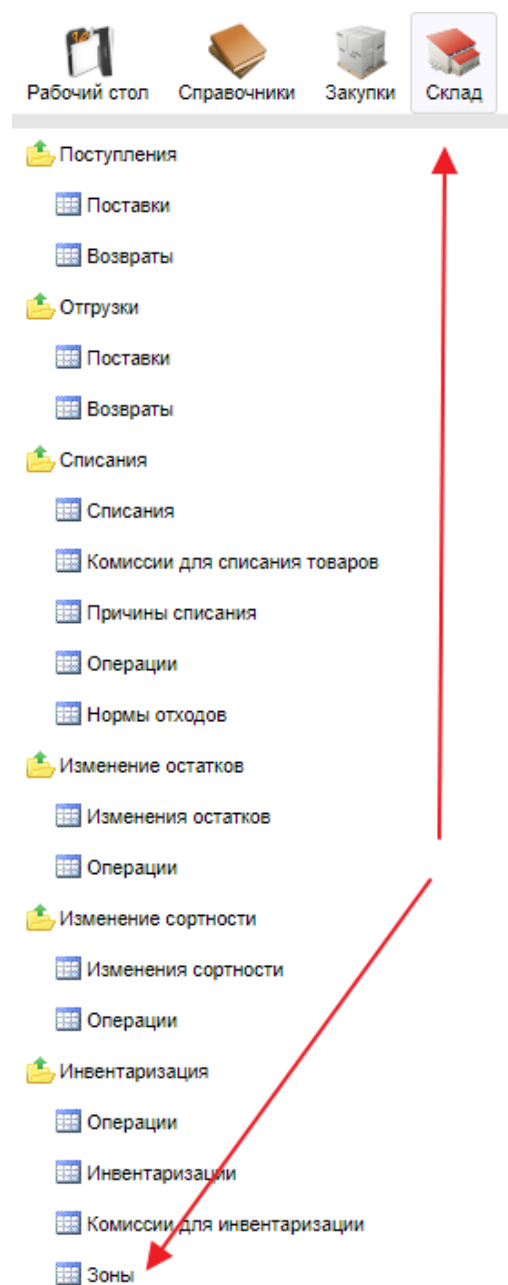 Рабочий стол Справочники Закупки Склад
Поступления
Поставки
Возвраты
Отгрузки
Поставки
Возвраты
Списания
Списания
Комиссии для списания товаров
Причины списания
Операции
Нормы отходов
Изменение остатков
Изменения остатков
Операции
Изменение сортности
Изменения сортности
Операции
Инвентаризация
Операции
Инвентаризации
Комиссии для инвентаризации
Зоны